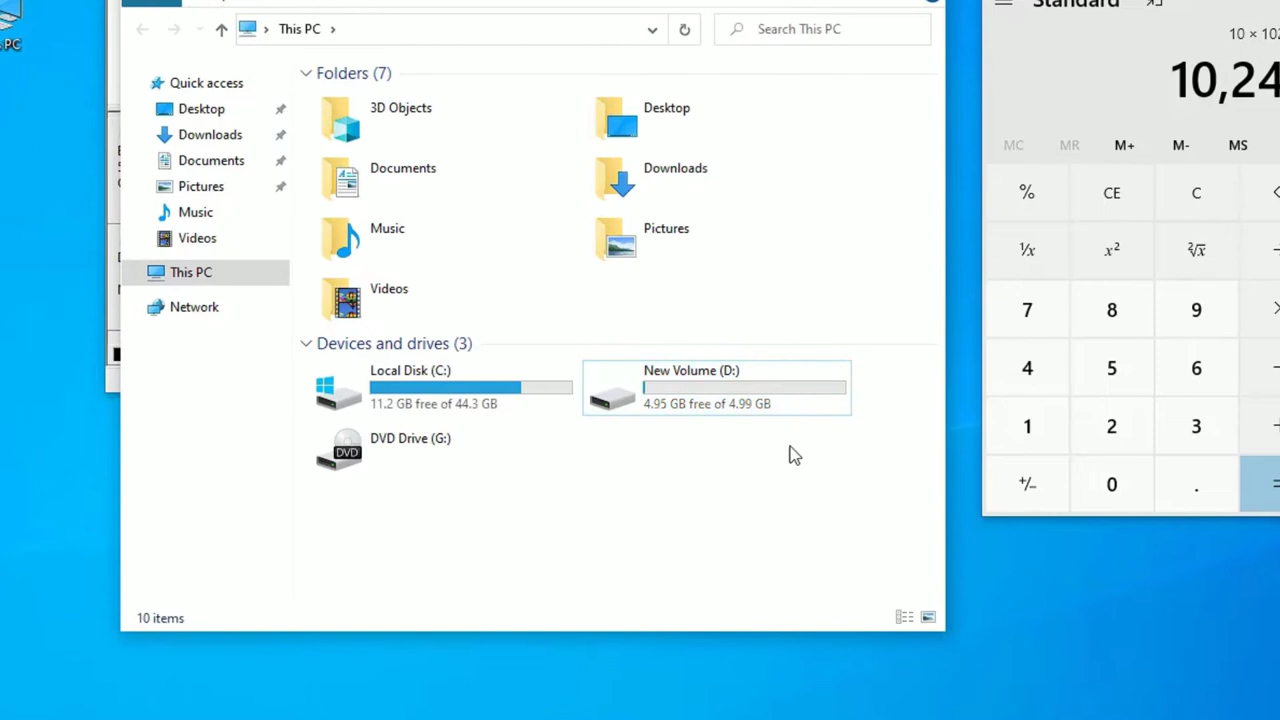 PC
This PC
Search This PC
Quick access
Desktop
Downloads
Documents
Pictures
Music
Videos
This PC
Network
Folders (7)
3D Objects
Desktop
Documents
Downloads
Music
Pictures
Videos
Devices and drives (3)
Local Disk (C:)
11.2 GB free of 44.3 GB
New Volume (D:)
4.95 GB free of 4.99 GB
DVD Drive (G:)
DVD
10 items
Standard
10 × 102
10,24
MC MR M+ M- MS
% CE C
¹/x x² ²√x
7 8 9
4 5 6
1 2 3
+/- 0 . =